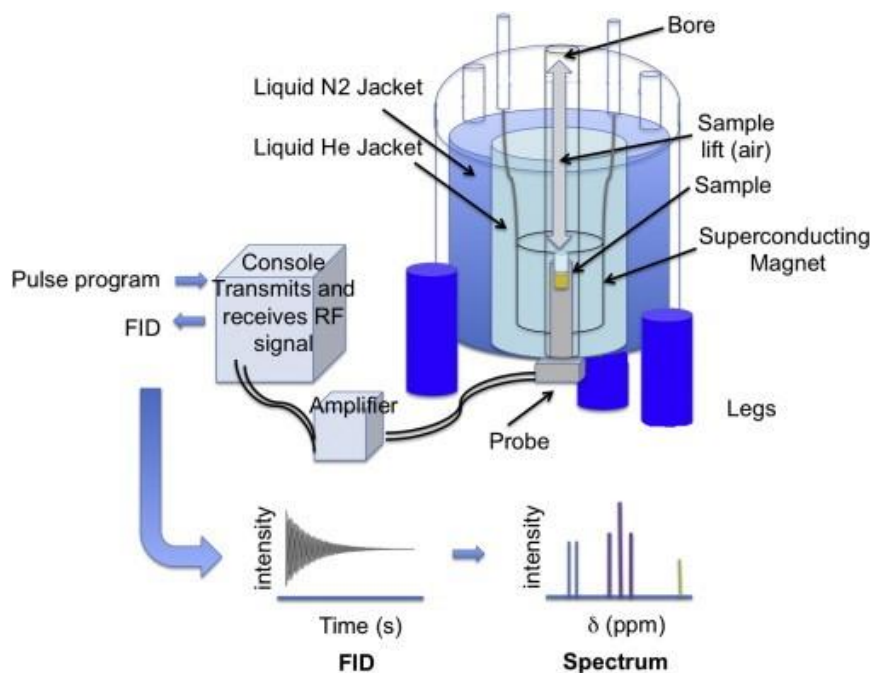 Bore
Liquid N2 Jacket
Liquid He Jacket
Sample
lift (air)
Sample
Superconducting
Magnet
Console
Transmits and
receives RF
signal
Pulse program
FID
Amplifier
Probe
Legs
intensity
Time (s)
FID
intensity
δ (ppm)
Spectrum